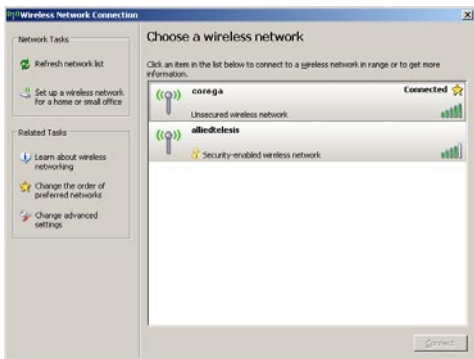 Wireless Network Connection
Network Tasks
Refresh network list
Set up a wireless network
for a home or small office
Related Tasks
Learn about wireless
networking
Change the order of
preferred networks
Change advanced
settings
Choose a wireless network
Click an item in the list below to connect to a wireless network in range or to get more
information.
corega
Connected
Unsecured wireless network
alliedtelesis
Security-enabled wireless network
Connect